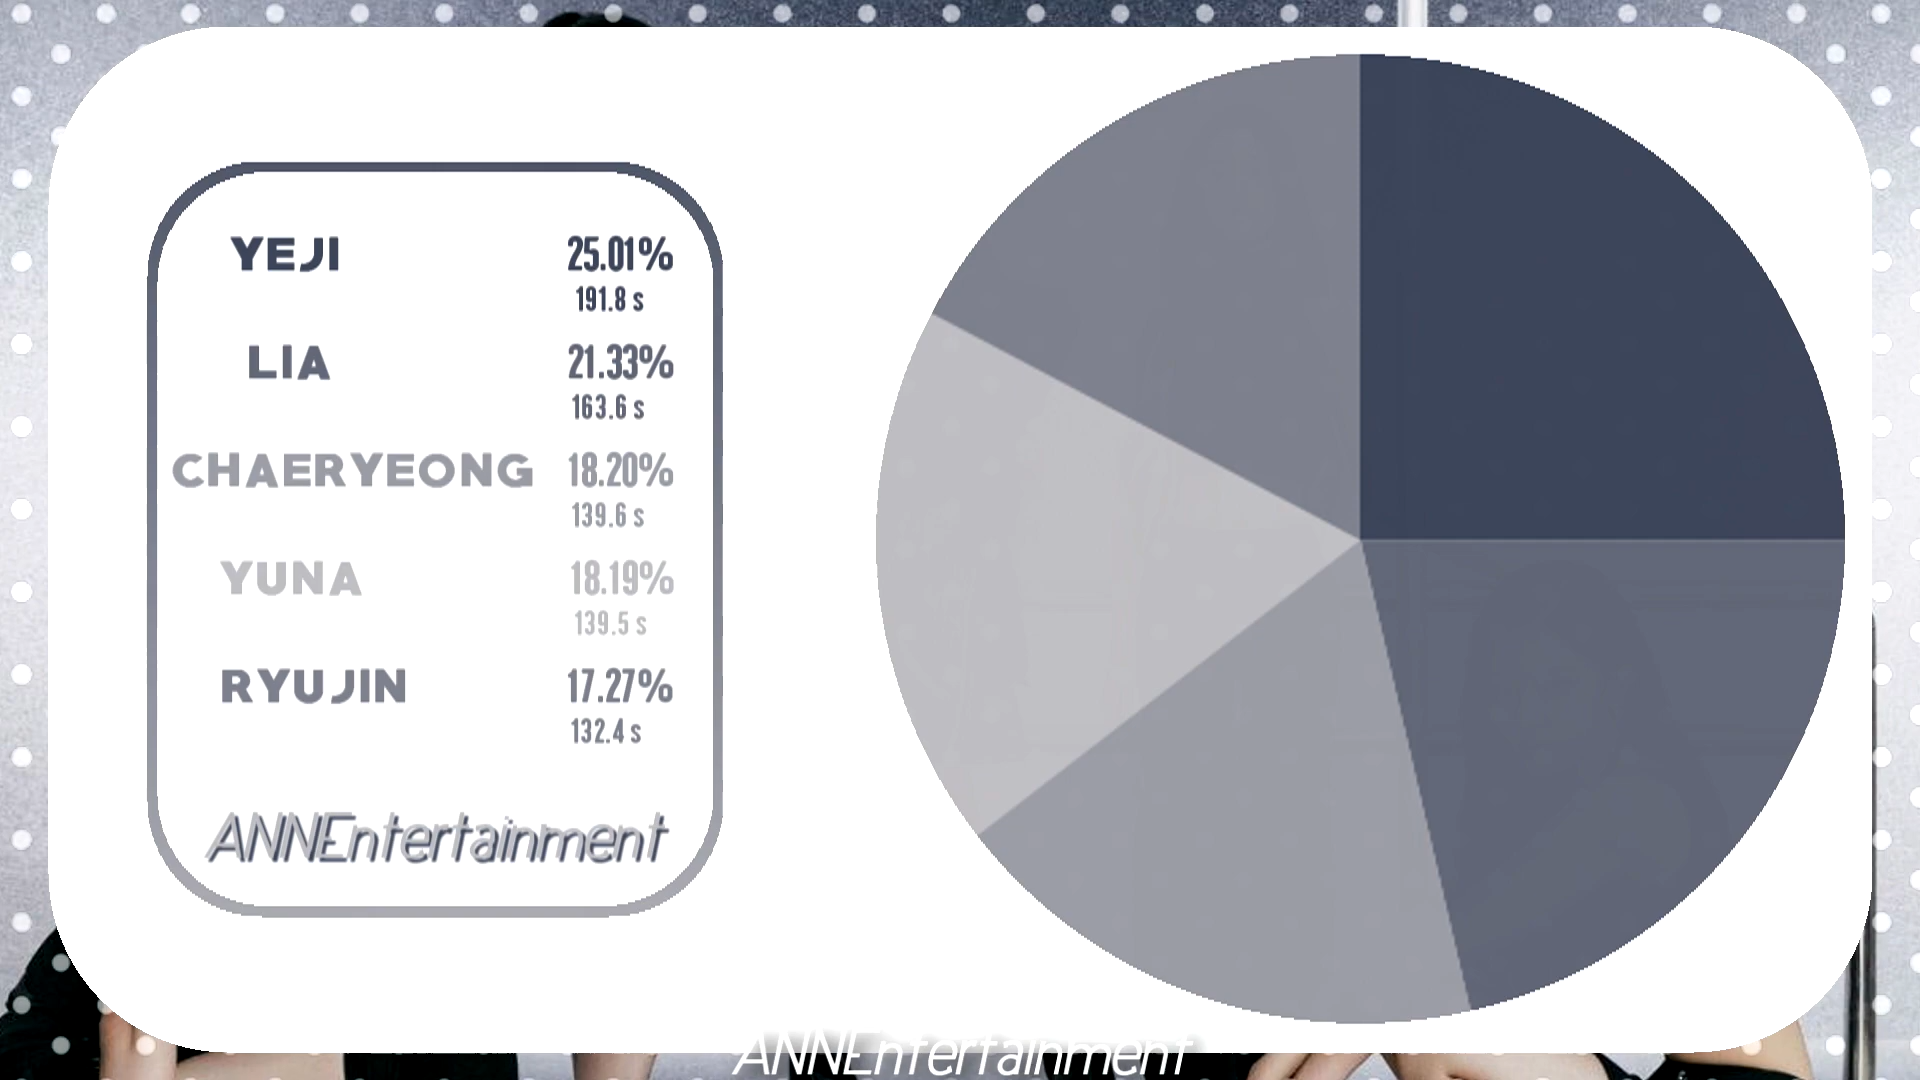 YEJI 25.01%
191.8 s
LIA 21.33%
163.6 s
CHAERYEONG 18.20%
139.6 s
YUNA 18.19%
139.5 s
RYUJIN 17.27%
132.4 s
ANNEntertainment
ANNEntertainment